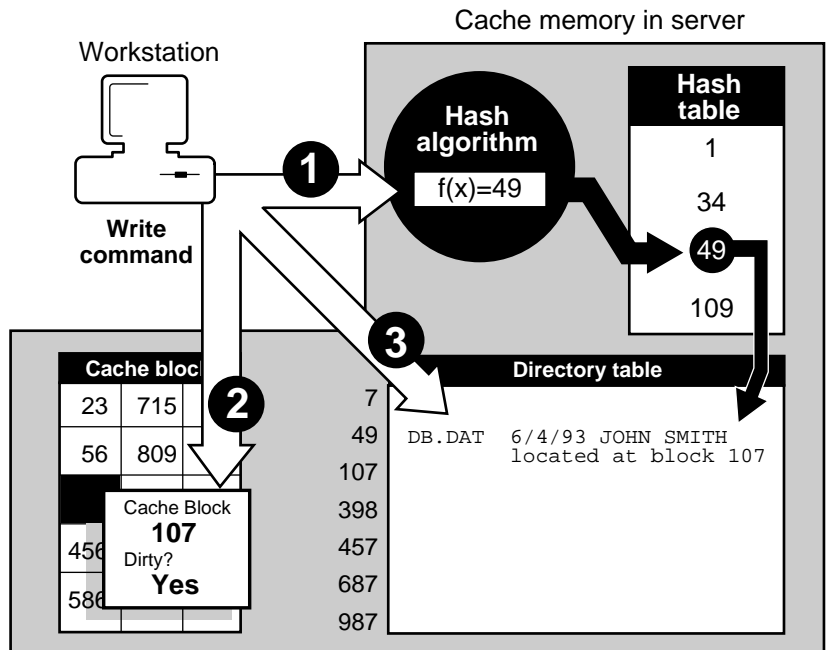 Cache memory in server
Workstation
Write
command
1
Hash
algorithm
f(x)=49
Hash
table
1
34
49
109
2
3
23 715
56 809
Cache Block
107
Dirty?
Yes
7
49
107
398
457
687
987
Directory table
DB.DAT 6/4/93 JOHN SMITH
located at block 107
Cache
456
586